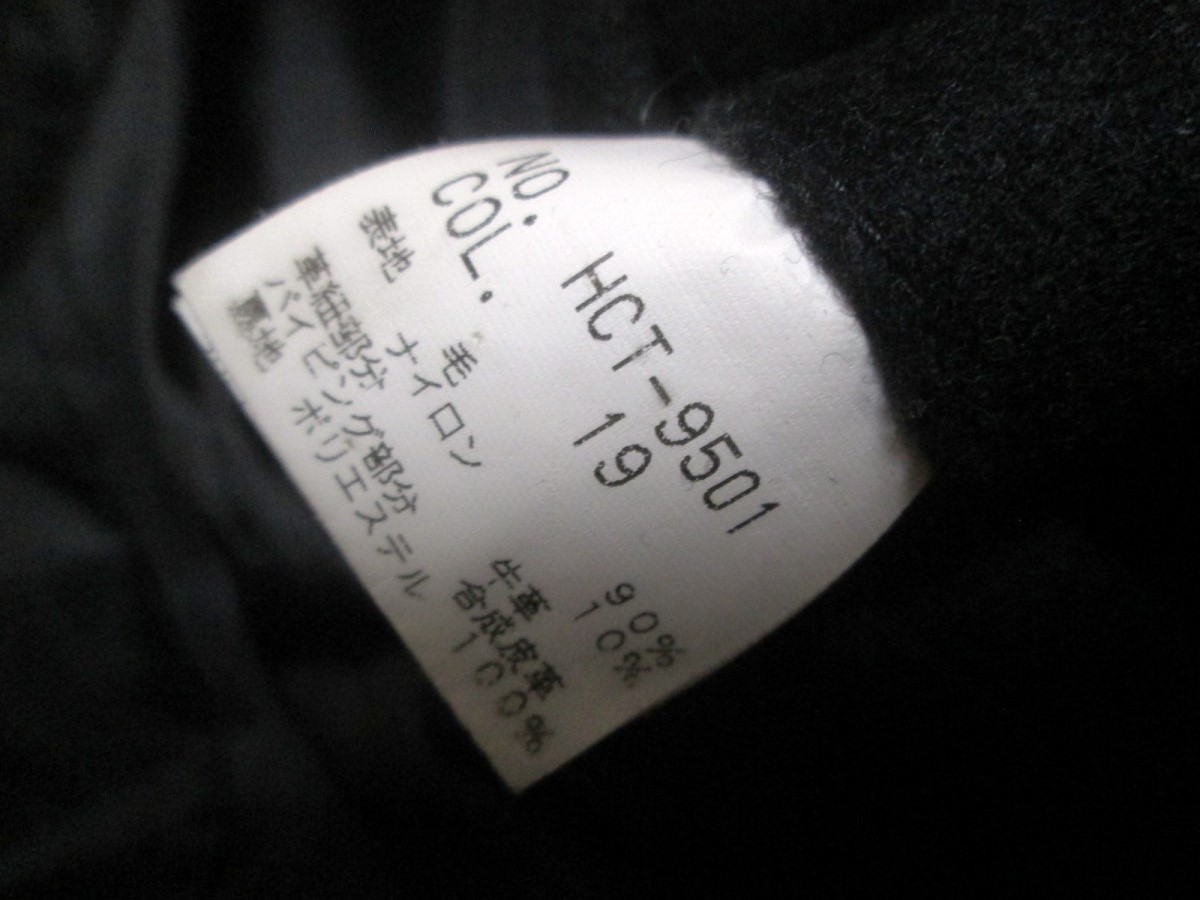 NO. HCT-9501
COL. 19
表地 毛 90%
ナイロン 10%
革紐部分 牛革
パイピング部分 合成皮革
裏地 ポリエステル 100%